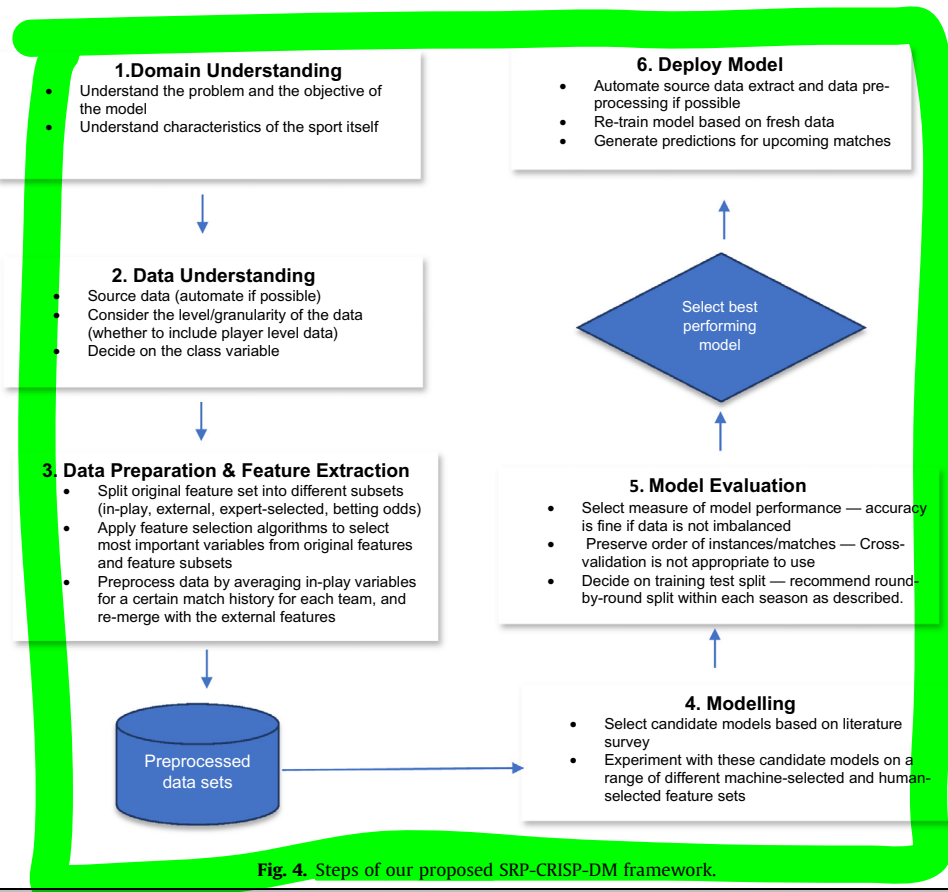 1.Domain Understanding
• Understand the problem and the objective of
the model
• Understand characteristics of the sport itself
2. Data Understanding
• Source data (automate if possible)
• Consider the level/granularity of the data
(whether to include player level data)
• Decide on the class variable
3. Data Preparation & Feature Extraction
• Split original feature set into different subsets
(in-play, external, expert-selected, betting odds)
• Apply feature selection algorithms to select
most important variables from original features
and feature subsets
• Preprocess data by averaging in-play variables
for a certain match history for each team, and
re-merge with the external features
Preprocessed
data sets
4. Modelling
• Select candidate models based on literature
survey
• Experiment with these candidate models on a
range of different machine-selected and human-
selected feature sets
5. Model Evaluation
• Select measure of model performance — accuracy
is fine if data is not imbalanced
• Preserve order of instances/matches — Cross-
validation is not appropriate to use
• Decide on training test split — recommend round-
by-round split within each season as described.
Select best
performing
model
6. Deploy Model
• Automate source data extract and data pre-
processing if possible
• Re-train model based on fresh data
• Generate predictions for upcoming matches
Fig. 4. Steps of our proposed SRP-CRISP-DM framework.